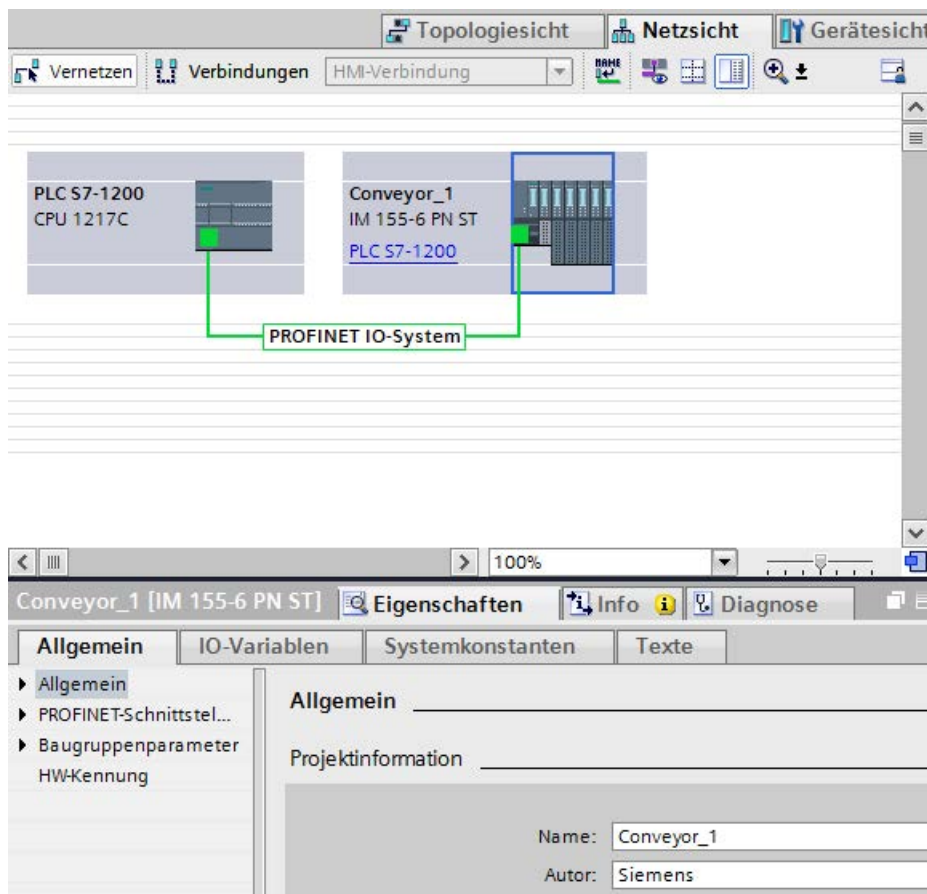 Topologiesicht Netzsicht Gerätesicht
Vernetzen Verbindungen HMI-Verbindung NAME
PLC S7-1200
CPU 1217C
Conveyor_1
IM 155-6 PN ST
PLC S7-1200
PROFINET IO-System
100%
Conveyor_1 [IM 155-6 PN ST] Eigenschaften Info Diagnose
Allgemein IO-Variablen Systemkonstanten Texte
Allgemein
PROFINET-Schnittstel...
Baugruppenparameter
HW-Kennung
Allgemein
Projektinformation
Name: Conveyor_1
Autor: Siemens